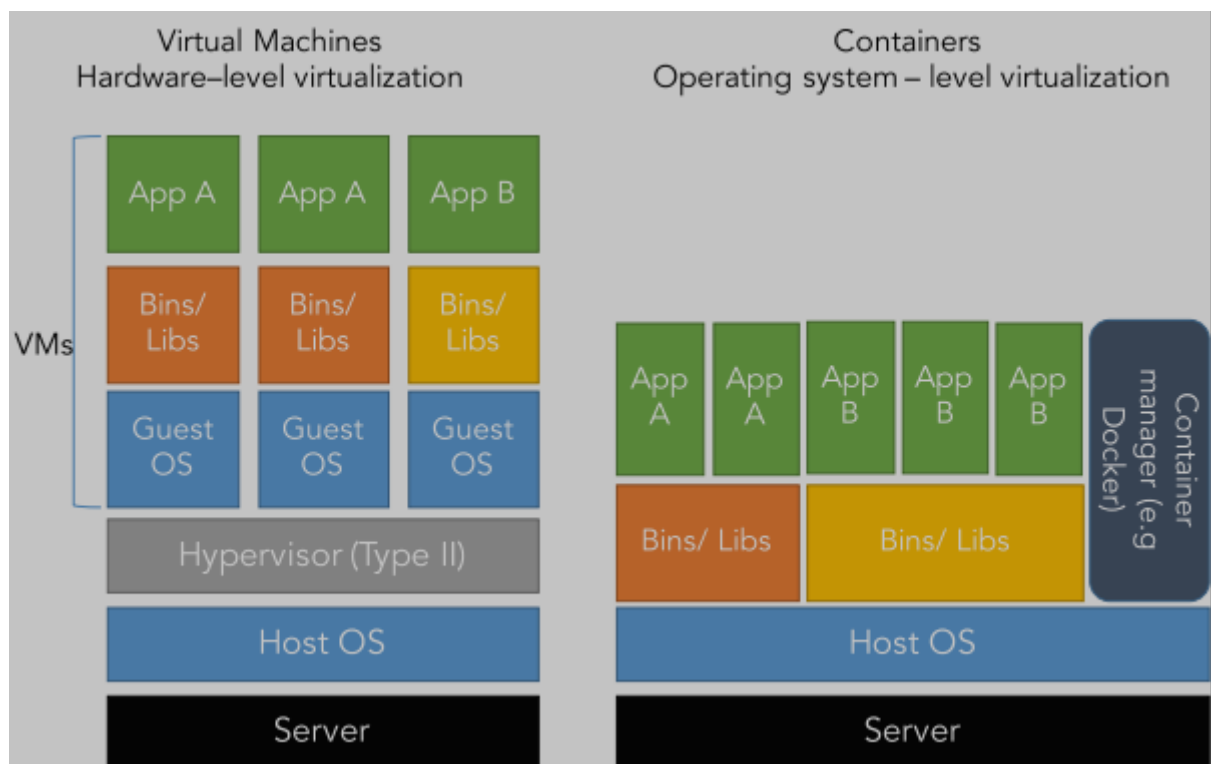 Virtual Machines
Hardware–level virtualization
Containers
Operating system – level virtualization
VMs
App A
App A
App B
Bins/
Libs
Bins/
Libs
Bins/
Libs
Guest
OS
Guest
OS
Guest
OS
Hypervisor (Type II)
Host OS
Server
App
A
App
A
App
B
App
B
App
B
Container
manager (e.g
Docker)
Bins/ Libs
Bins/ Libs
Host OS
Server